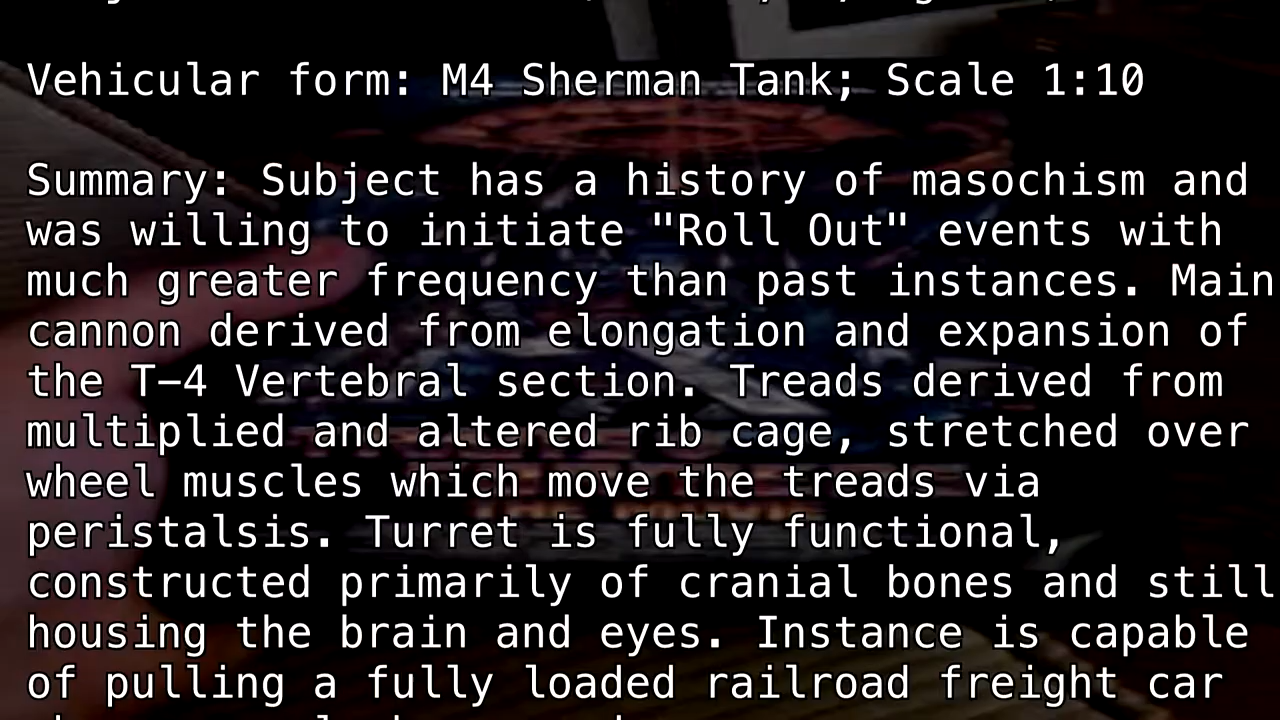 Vehicular form: M4 Sherman Tank; Scale 1:10
Summary: Subject has a history of masochism and
was willing to initiate "Roll Out" events with
much greater frequency than past instances. Main
cannon derived from elongation and expansion of
the T–4 Vertebral section. Treads derived from
multiplied and altered rib cage, stretched over
wheel muscles which move the treads via
peristalsis. Turret is fully functional,
constructed primarily of cranial bones and still
housing the brain and eyes. Instance is capable
of pulling a fully loaded railroad freight car